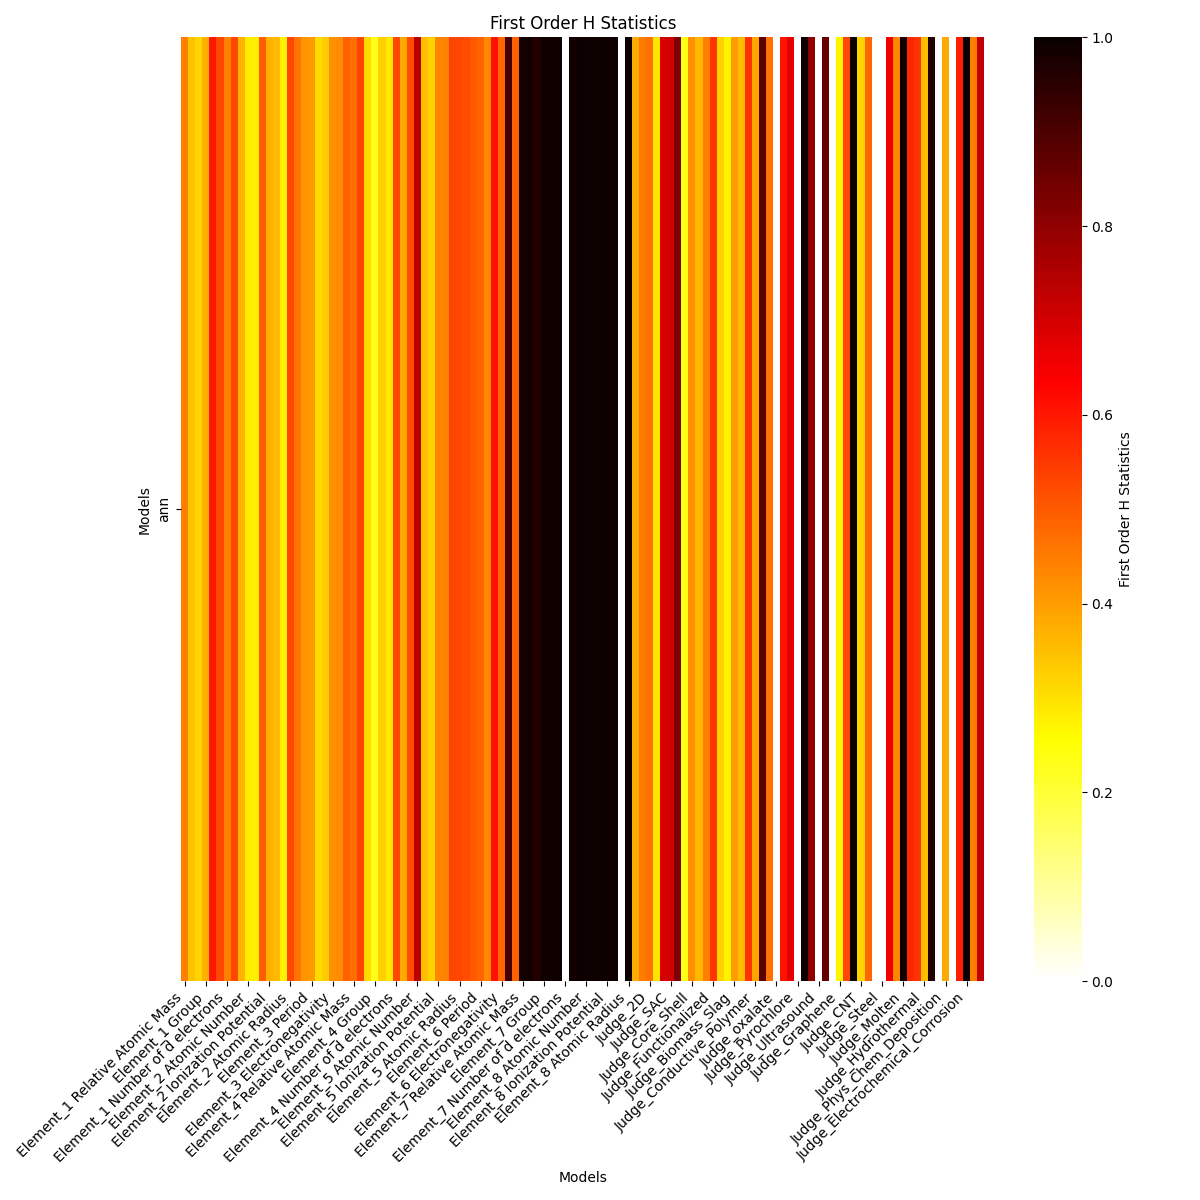 First Order H Statistics
1.0
0.8
0.6
0.4
0.2
0.0
First Order H Statistics
Models
ann
Element_1 Relative Atomic Mass
Element_1 Group
Element_1 Number of d electrons
Element_2 Atomic Number
Element_2 Ionization Potential
Element_2 Atomic Radius
Element_3 Period
Element_3 Electronegativity
Element_4 Relative Atomic Mass
Element_4 Group
Element_4 Number of d electrons
Element_5 Atomic Number
Element_5 Ionization Potential
Element_5 Atomic Radius
Element_6 Period
Element_6 Electronegativity
Element_7 Relative Atomic Mass
Element_7 Group
Element_7 Number of d electrons
Element_8 Atomic Number
Element_8 Ionization Potential
Element_8 Atomic Radius
Judge_2D
Judge_SAC
Judge_Core_Shell
Judge_Functionalized
Judge_Biomass_Slag
Judge_Conductive_Polymer
Judge_oxalate
Judge_Pyrochlore
Judge_Ultrasound
Judge_Graphene
Judge_CNT
Judge_Steel
Judge_Molten
Judge_Hydrothermal
Judge_Phys_Chem_Deposition
Judge_Electrochemical_Corrosion
Models